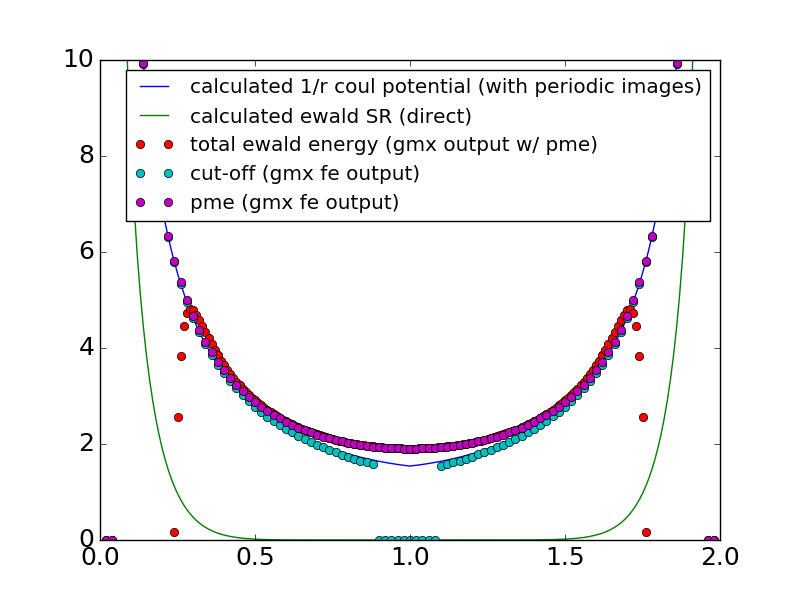 10
calculated 1/r coul potential (with periodic images)
calculated ewald SR (direct)
total ewald energy (gmx output w/ pme)
cut-off (gmx fe output)
pme (gmx fe output)
8
6
4
2
0
0.0 0.5 1.0 1.5 2.0